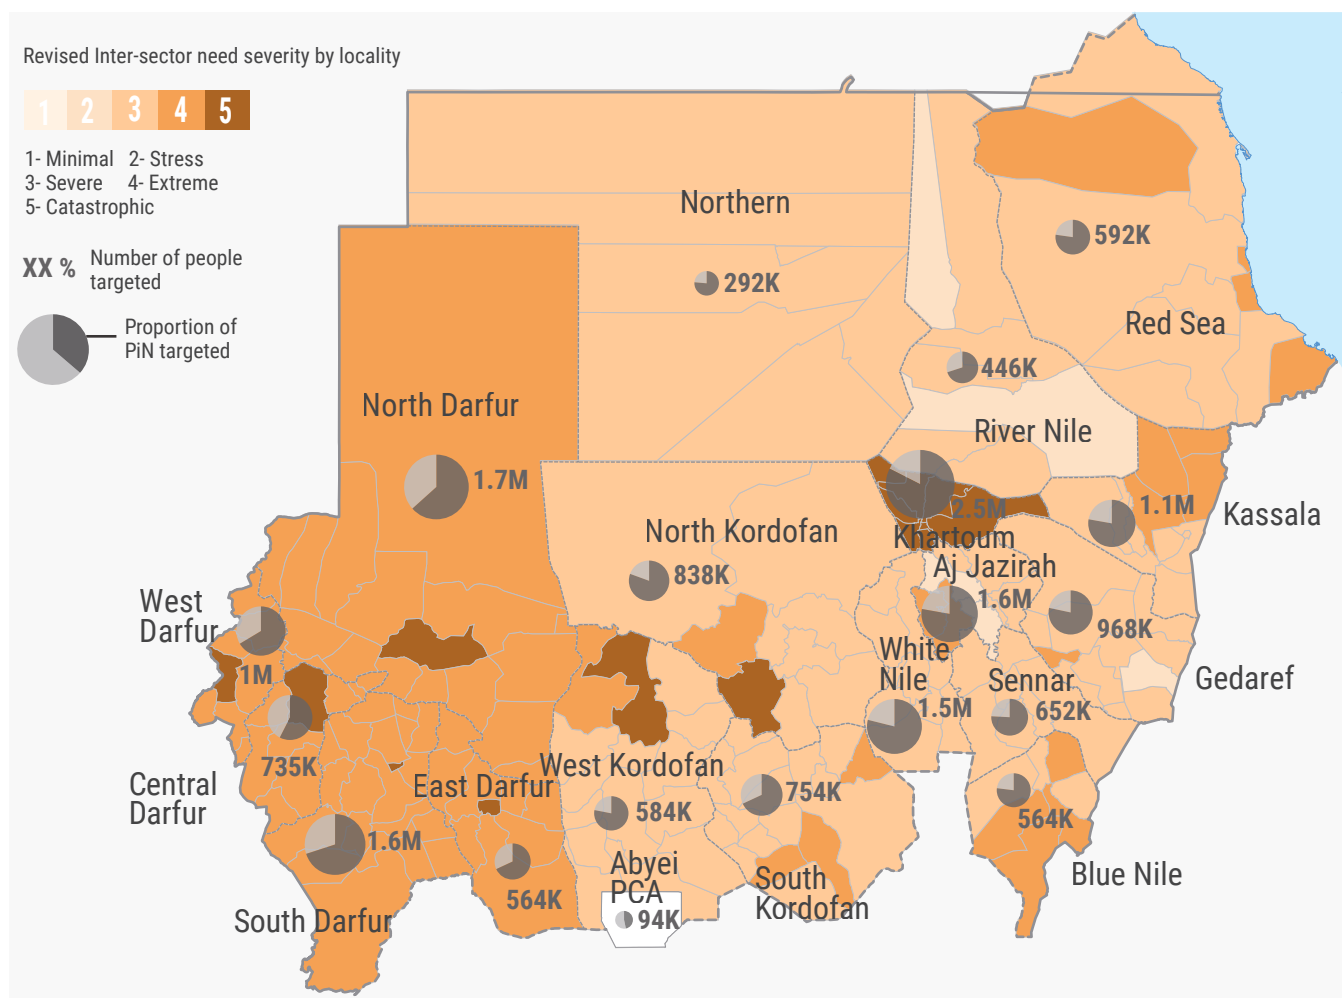 Revised Inter-sector need severity by locality
1 2 3 4 5
1- Minimal 2- Stress
3- Severe 4- Extreme
5- Catastrophic
XX %
Number of people
targeted
Proportion of
PiN targeted
Northern
292K
592K
Red Sea
446K
River Nile
North Darfur
1.7M
2.5M
Khartoum
1.1M
Kassala
North Kordofan
838K
Aj Jazirah
1.6M
968K
Gedaref
West
Darfur
1M
White
Nile
1.5M
Sennar
652K
735K
Central
Darfur
East Darfur
564K
West Kordofan
584K
754K
564K
Blue Nile
1.6M
South Darfur
Abyei
PCA
94K
South
Kordofan